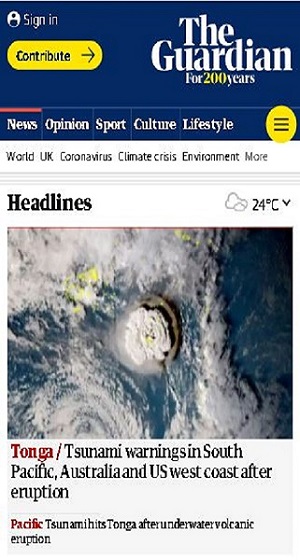 Sign in
Contribute →
The
Guardian
For 200 years
News Opinion Sport Culture Lifestyle
World UK Coronavirus Climate crisis Environment More
Headlines
24°C
Tonga / Tsunami warnings in South
Pacific, Australia and US west coast after
eruption
Pacific Tsunami hits Tonga after underwater volcanic
eruption